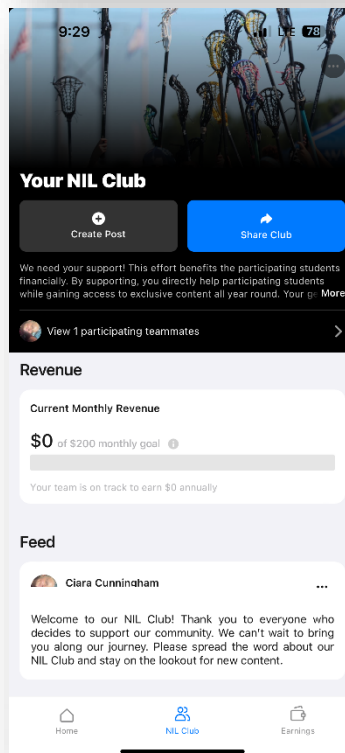 9:29
LTE 78
Your NIL Club
Create Post
Share Club
We need your support! This effort benefits the participating students
financially. By supporting, you directly help participating students
while gaining access to exclusive content all year round. Your ge More
View 1 participating teammates
Revenue
Current Monthly Revenue
$0 of $200 monthly goal
Your team is on track to earn $0 annually
Feed
Ciara Cunningham
Welcome to our NIL Club! Thank you to everyone who
decides to support our community. We can't wait to bring
you along our journey. Please spread the word about our
NIL Club and stay on the lookout for new content.
Home
NIL Club
Earnings